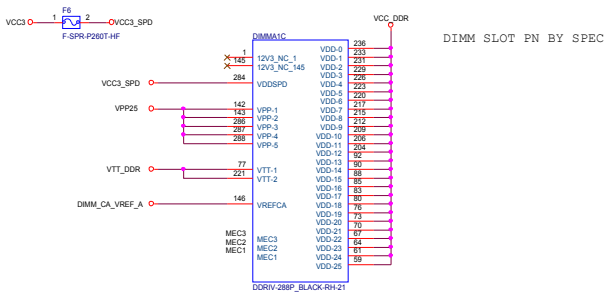 F6
VCC3 1 2 VCC3_SPD
F-SPR-P260T-HF
VCC_DDR
DIMM SLOT PN BY SPEC
DIMMA1C
1 12V3_NC_1
145 12V3_NC_145
VCC3_SPD 284 VDDSPD
VPP25 142 VPP-1
143 VPP-2
286 VPP-3
287 VPP-4
288 VPP-5
VTT_DDR 77 VTT-1
221 VTT-2
DIMM_CA_VREF_A 146 VREFCA
MEC3 MEC3
MEC2 MEC2
MEC1 MEC1
VDD-0 236
VDD-1 233
VDD-2 231
VDD-3 229
VDD-4 226
VDD-5 223
VDD-6 220
VDD-7 217
VDD-8 215
VDD-9 212
VDD-10 209
VDD-11 206
VDD-12 204
VDD-13 92
VDD-14 90
VDD-15 88
VDD-16 85
VDD-17 83
VDD-18 80
VDD-19 76
VDD-20 73
VDD-21 70
VDD-22 67
VDD-23 64
VDD-24 61
VDD-25 59
DDRIV-288P_BLACK-RH-21